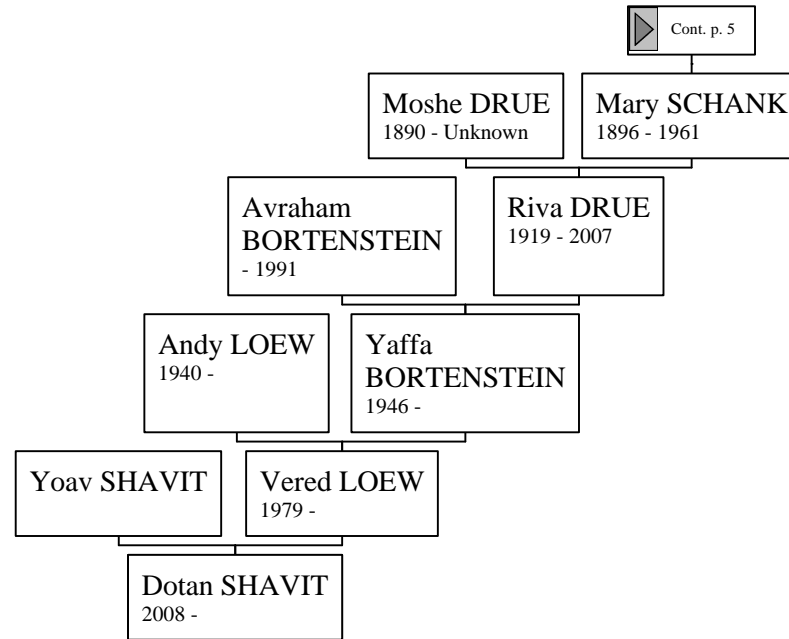 Cont. p. 5
Moshe DRUE
1890 - Unknown
Mary SCHANK
1896 - 1961
Avraham
BORTENSTEIN
- 1991
Riva DRUE
1919 - 2007
Andy LOEW
1940 -
Yaffa
BORTENSTEIN
1946 -
Yoav SHAVIT
Vered LOEW
1979 -
Dotan SHAVIT
2008 -